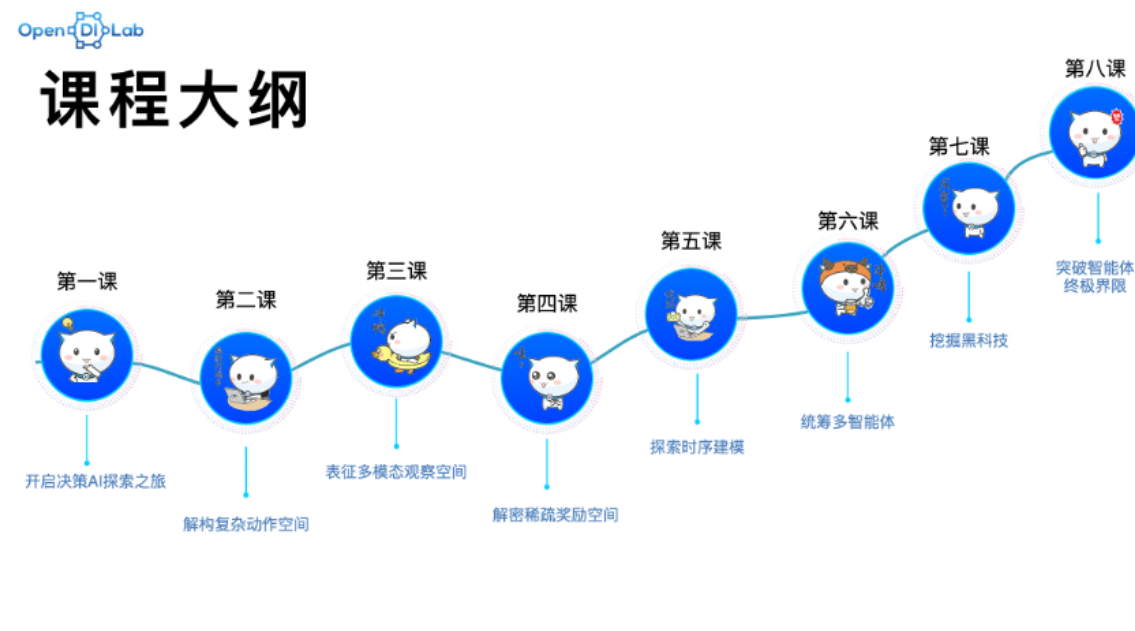 OpenDILab
课程大纲
第一课
开启决策AI探索之旅
第二课
解构复杂动作空间
第三课
表征多模态观察空间
第四课
解密稀疏奖励空间
第五课
探索时序建模
第六课
统筹多智能体
第七课
挖掘黑科技
第八课
突破智能体
终极界限